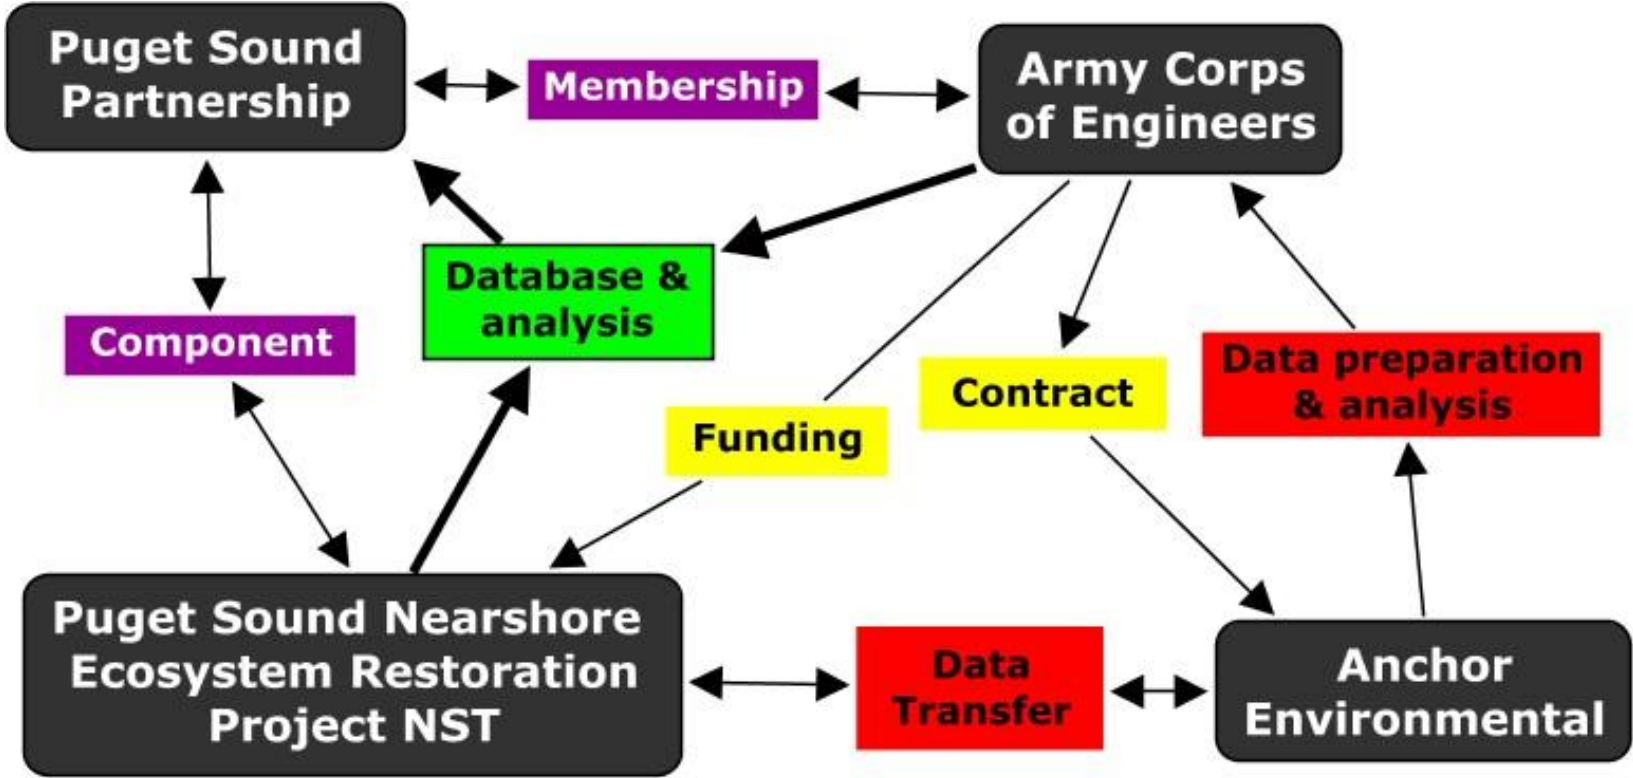 Puget Sound
Partnership
Membership
Army Corps
of Engineers
Database &
analysis
Component
Funding
Contract
Data preparation
& analysis
Puget Sound Nearshore
Ecosystem Restoration
Project NST
Data
Transfer
Anchor
Environmental